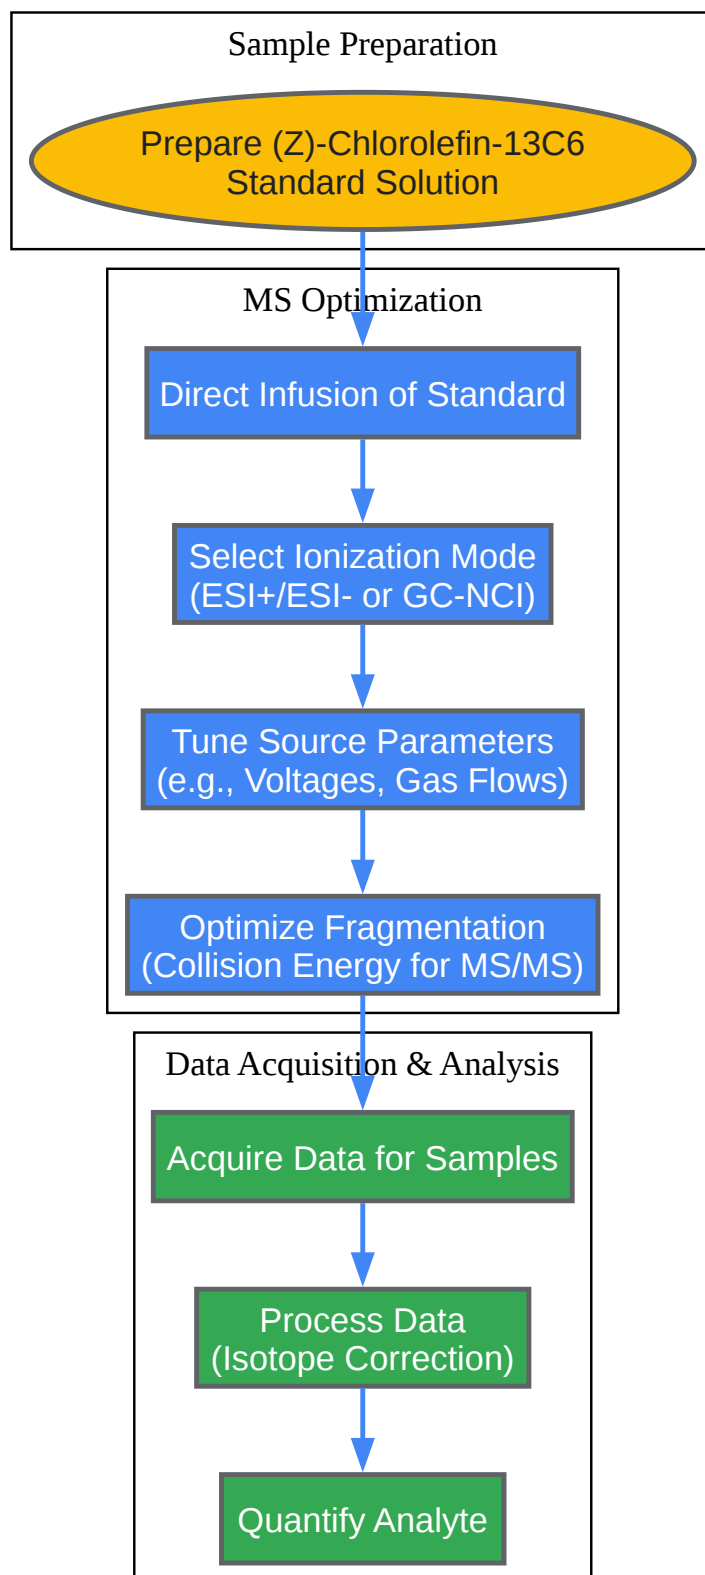 Sample Preparation
Prepare (Z)-Chlorolefin-13C6
Standard Solution
MS Optimization
Direct Infusion of Standard
Select Ionization Mode
(ESI+/ESI- or GC-NCI)
Tune Source Parameters
(e.g., Voltages, Gas Flows)
Optimize Fragmentation
(Collision Energy for MS/MS)
Data Acquisition & Analysis
Acquire Data for Samples
Process Data
(Isotope Correction)
Quantify Analyte